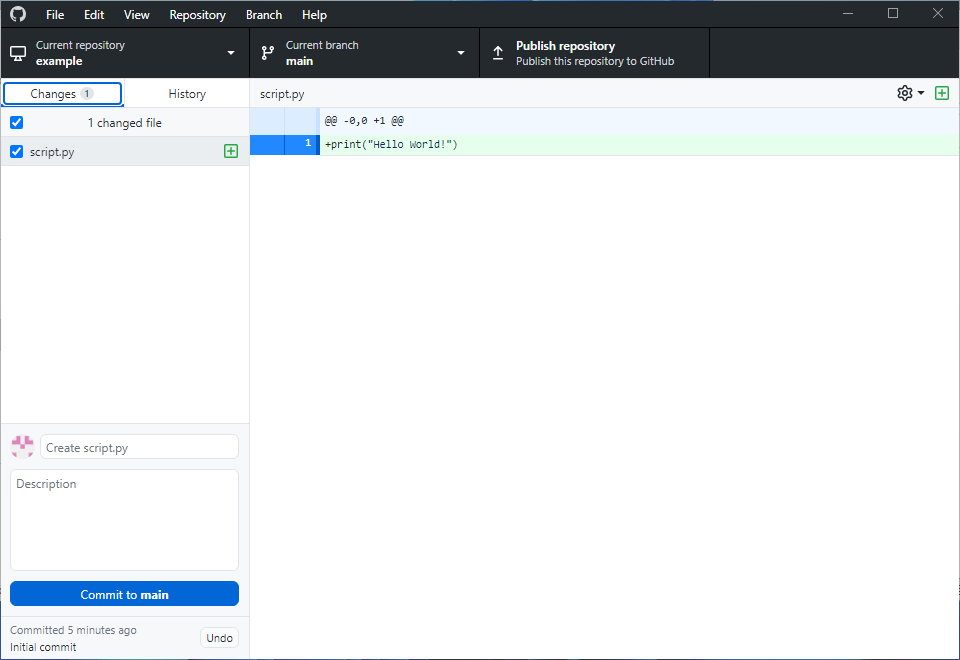 File Edit View Repository Branch Help
Current repository
example
Current branch
main
Publish repository
Publish this repository to GitHub
Changes 1
History
script.py
1 changed file
@@ -0,0 +1 @@
script.py
1 +print("Hello World!")
Create script.py
Description
Commit to main
Committed 5 minutes ago
Initial commit
Undo